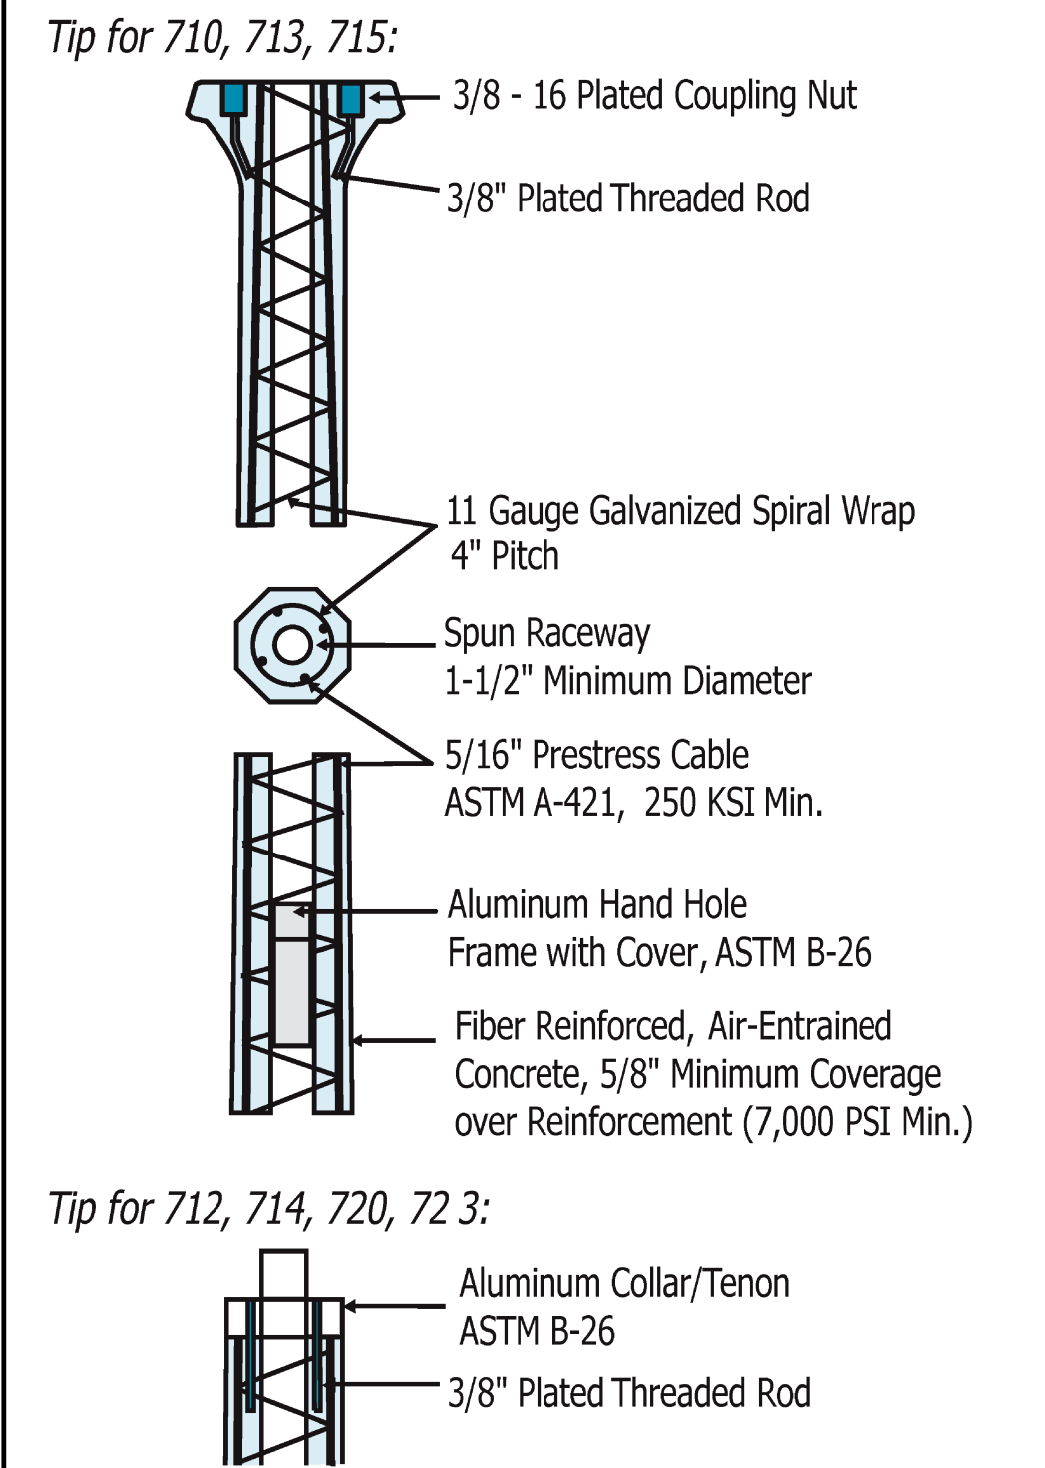 Tip for 710, 713, 715:
3/8 - 16 Plated Coupling Nut
3/8" Plated Threaded Rod
11 Gauge Galvanized Spiral Wrap
4" Pitch
Spun Raceway
1-1/2" Minimum Diameter
5/16" Prestress Cable
ASTM A-421, 250 KSI Min.
Aluminum Hand Hole
Frame with Cover, ASTM B-26
Fiber Reinforced, Air-Entrained
Concrete, 5/8" Minimum Coverage
over Reinforcement (7,000 PSI Min.)
Tip for 712, 714, 720, 72 3:
Aluminum Collar/Tenon
ASTM B-26
3/8" Plated Threaded Rod